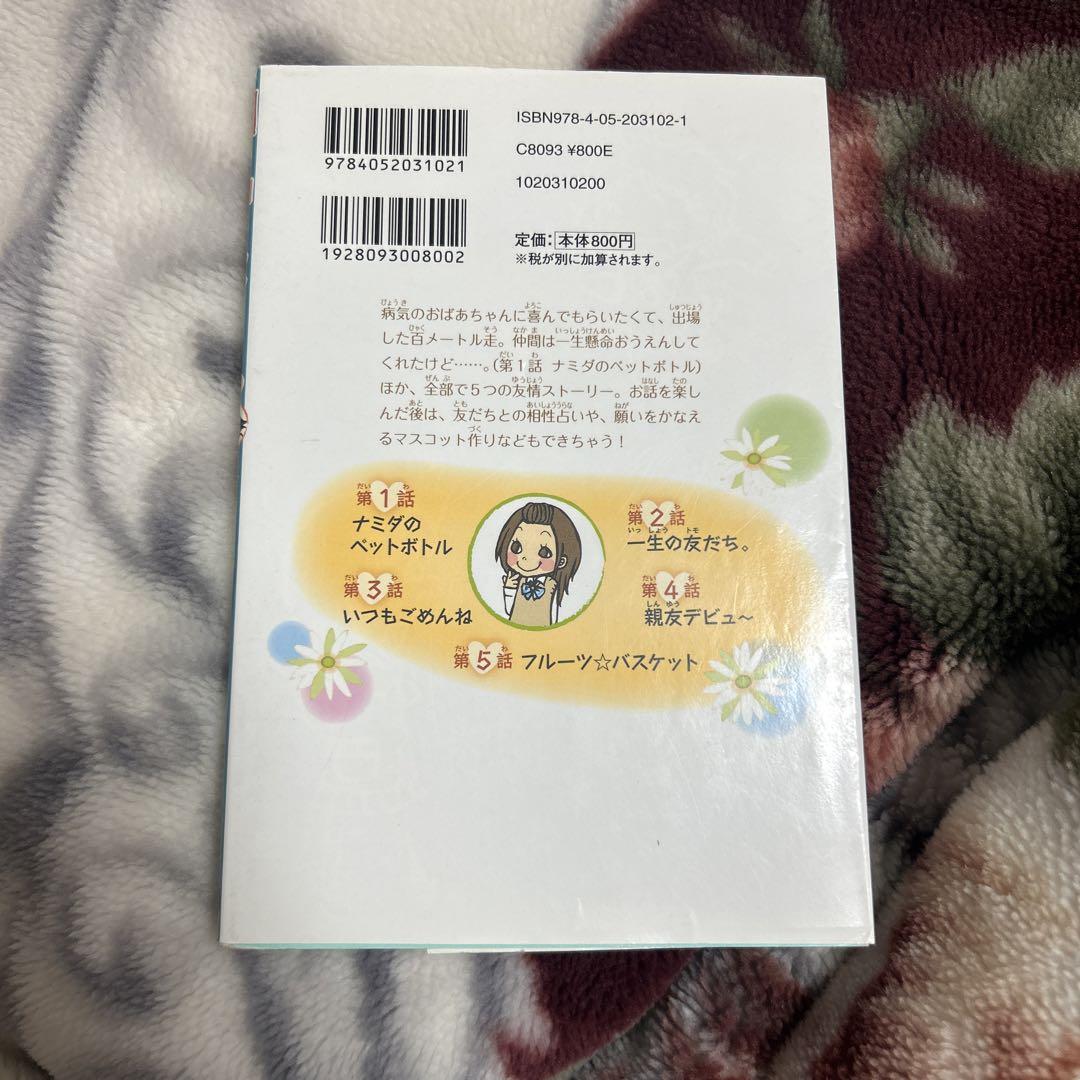 ISBN978-4-05-203102-1
9784052031021
C8093 ¥800E
1020310200
1928093008002
定価：本体800円
※税が別に加算されます。
病気のおばあちゃんに喜んでもらいたくて、出場
した百メートル走。仲間は一生懸命おうえんして
くれたけど……。（第１話 ナミダのペットボトル）
ほか、全部で５つの友情ストーリー。お話を楽し
んだ後は、友だちとの相性占いや、願いをかなえ
るマスコット作りなどもできちゃう！
第1話
ナミダの
ペットボトル
第2話
一生の友だち。
第3話
いつもごめんね
第4話
親友デビュ〜
第5話 フルーツ☆バスケット